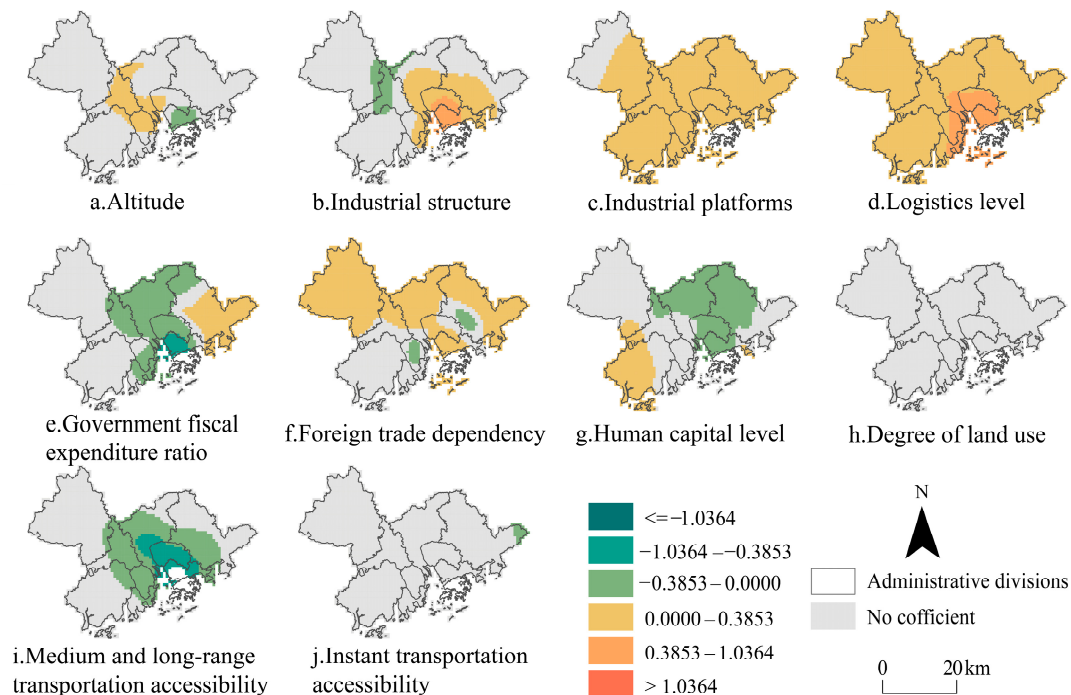 a.Altitude
b.Industrial structure
c.Industrial platforms
d.Logistics level
e.Government fiscal
expenditure ratio
f.Foreign trade dependency
g.Human capital level
h.Degree of land use
i.Medium and long-range
transportation accessibility
j.Instant transportation
accessibility
<=−1.0364
−1.0364 – −0.3853
−0.3853 – 0.0000
0.0000 – 0.3853
0.3853 – 1.0364
> 1.0364
N
Administrative divisions
No cofficient
0 20 km